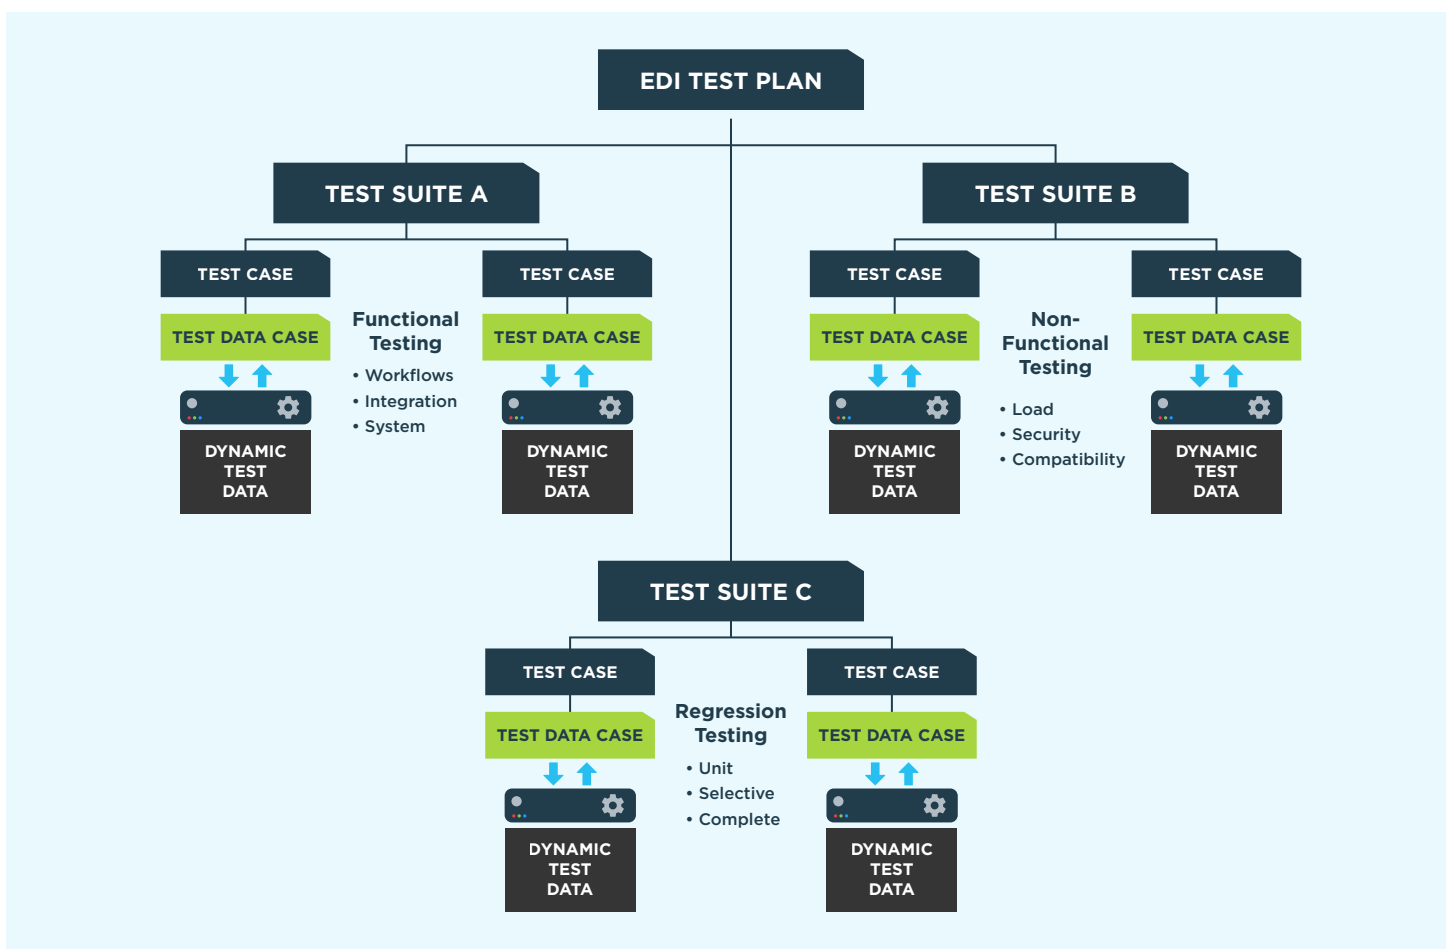 EDI TEST PLAN
TEST SUITE A
TEST CASE
TEST DATA CASE
DYNAMIC
TEST
DATA
Functional
Testing
• Workflows
• Integration
• System
TEST CASE
TEST DATA CASE
DYNAMIC
TEST
DATA
TEST SUITE B
TEST CASE
TEST DATA CASE
DYNAMIC
TEST
DATA
Non-
Functional
Testing
• Load
• Security
• Compatibility
TEST CASE
TEST DATA CASE
DYNAMIC
TEST
DATA
TEST SUITE C
TEST CASE
TEST DATA CASE
DYNAMIC
TEST
DATA
Regression
Testing
• Unit
• Selective
• Complete
TEST CASE
TEST DATA CASE
DYNAMIC
TEST
DATA